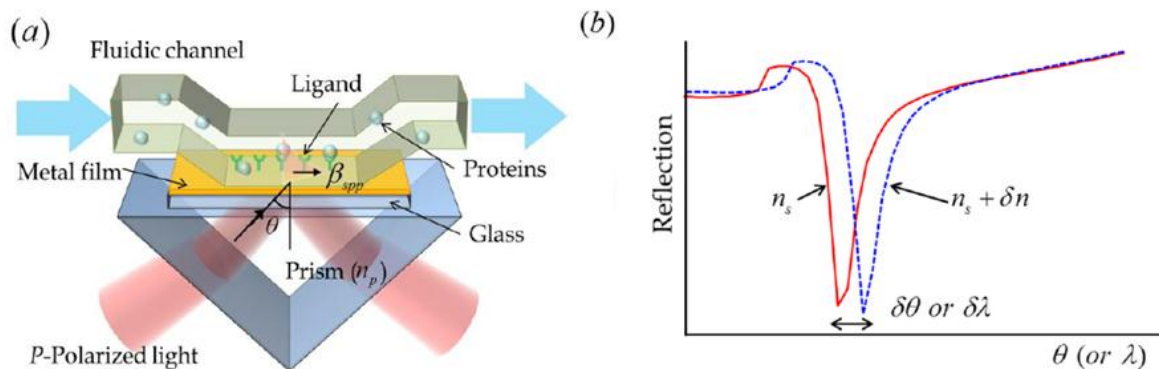 (a)
Fluidic channel
Ligand
Metal film
β_spp
Proteins
θ
Glass
Prism (n_p)
P-Polarized light
(b)
Reflection
n_s
n_s + δn
δθ or δλ
θ (or λ)